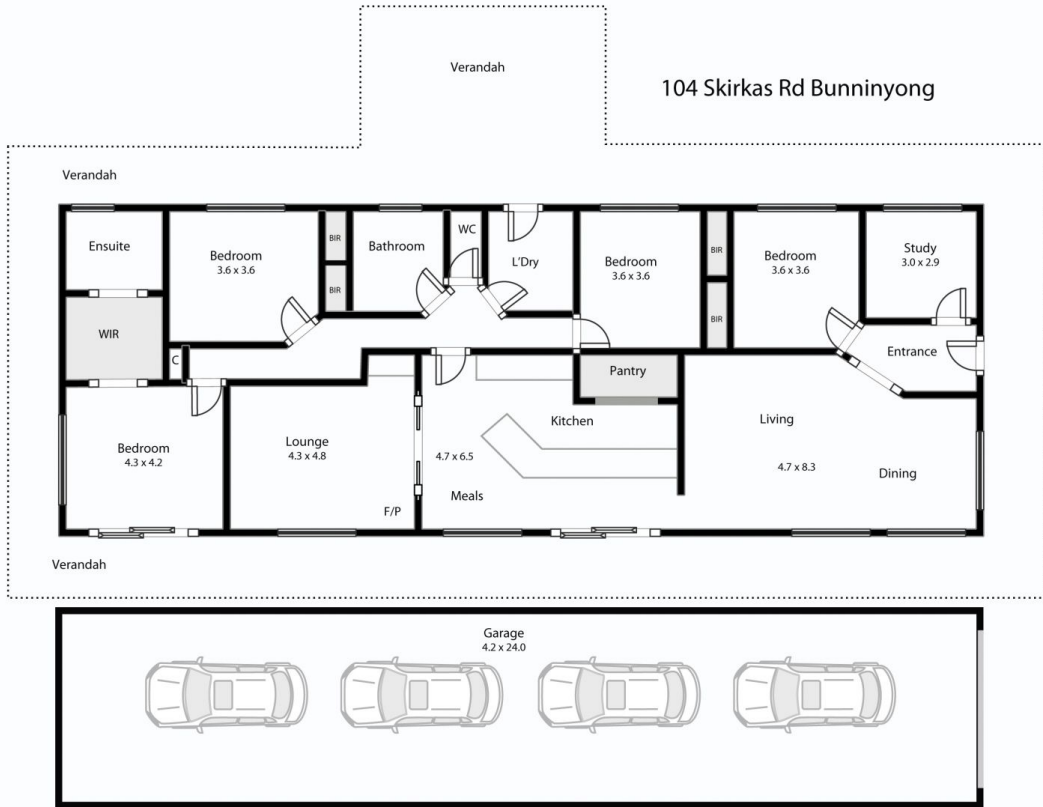 Verandah
104 Skirkas Rd Bunninyong
Verandah
Ensuite
Bedroom
3.6 x 3.6
BIR
BIR
Bathroom
WC
L'Dry
Bedroom
3.6 x 3.6
BIR
BIR
Bedroom
3.6 x 3.6
Study
3.0 x 2.9
WIR
C
Entrance
Pantry
Bedroom
4.3 x 4.2
Lounge
4.3 x 4.8
F/P
Kitchen
4.7 x 6.5
Meals
Living
4.7 x 8.3
Dining
Verandah
Garage
4.2 x 24.0